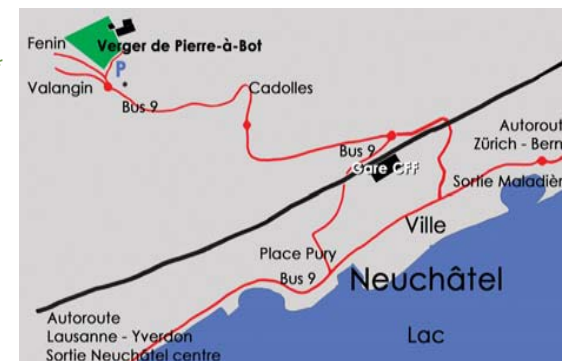 Fenin
Verger de Pierre-à-Bot
P
Valangin
Bus 9
Cadolles
Autorout
Zürich - Bern
Bus 9
Gare CFF
Sortie Maladièr
Ville
Place Pury
Bus 9
Neuchâtel
Autoroute
Lausanne - Yverdon
Sortie Neuchâtel centre
Lac